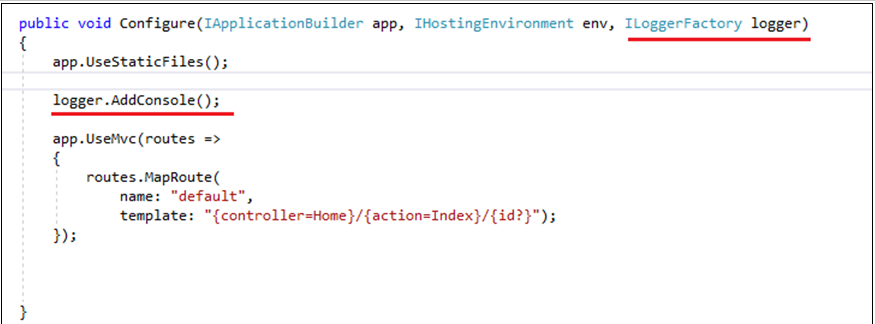 public void Configure(IApplicationBuilder app, IHostingEnvironment env, ILoggerFactory logger)
{
app.UseStaticFiles();
logger.AddConsole();
app.UseMvc(routes =>
{
routes.MapRoute(
name: "default",
template: "{controller=Home}/{action=Index}/{id?}");
});
}